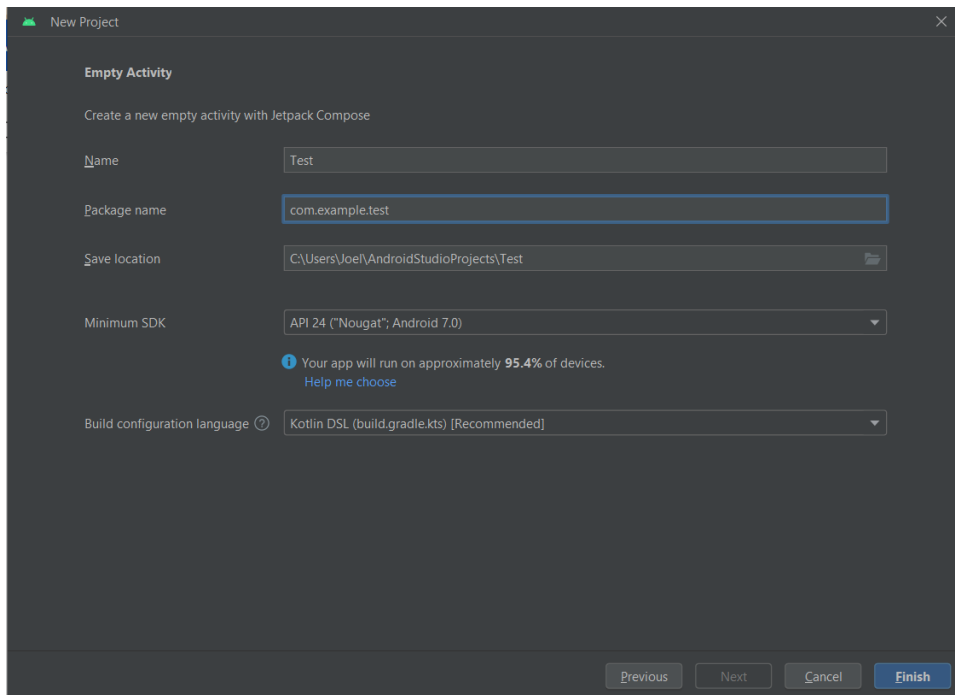 New Project
Empty Activity
Create a new empty activity with Jetpack Compose
Name
Test
Package name
com.example.test
Save location
C:\Users\Joel\AndroidStudioProjects\Test
Minimum SDK
API 24 ("Nougat"; Android 7.0)
Your app will run on approximately 95.4% of devices.
Help me choose
Build configuration language
Kotlin DSL (build.gradle.kts) [Recommended]
Previous
Next
Cancel
Finish